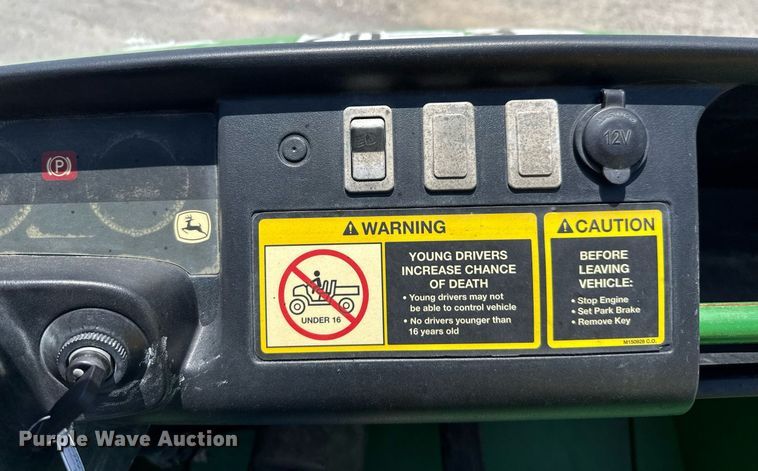 12V
P
WARNING
YOUNG DRIVERS
INCREASE CHANCE
OF DEATH
• Young drivers may not
be able to control vehicle
• No drivers younger than
16 years old
UNDER 16
CAUTION
BEFORE
LEAVING
VEHICLE:
• Stop Engine
• Set Park Brake
• Remove Key
M150928 C.O.
Purple Wave Auction